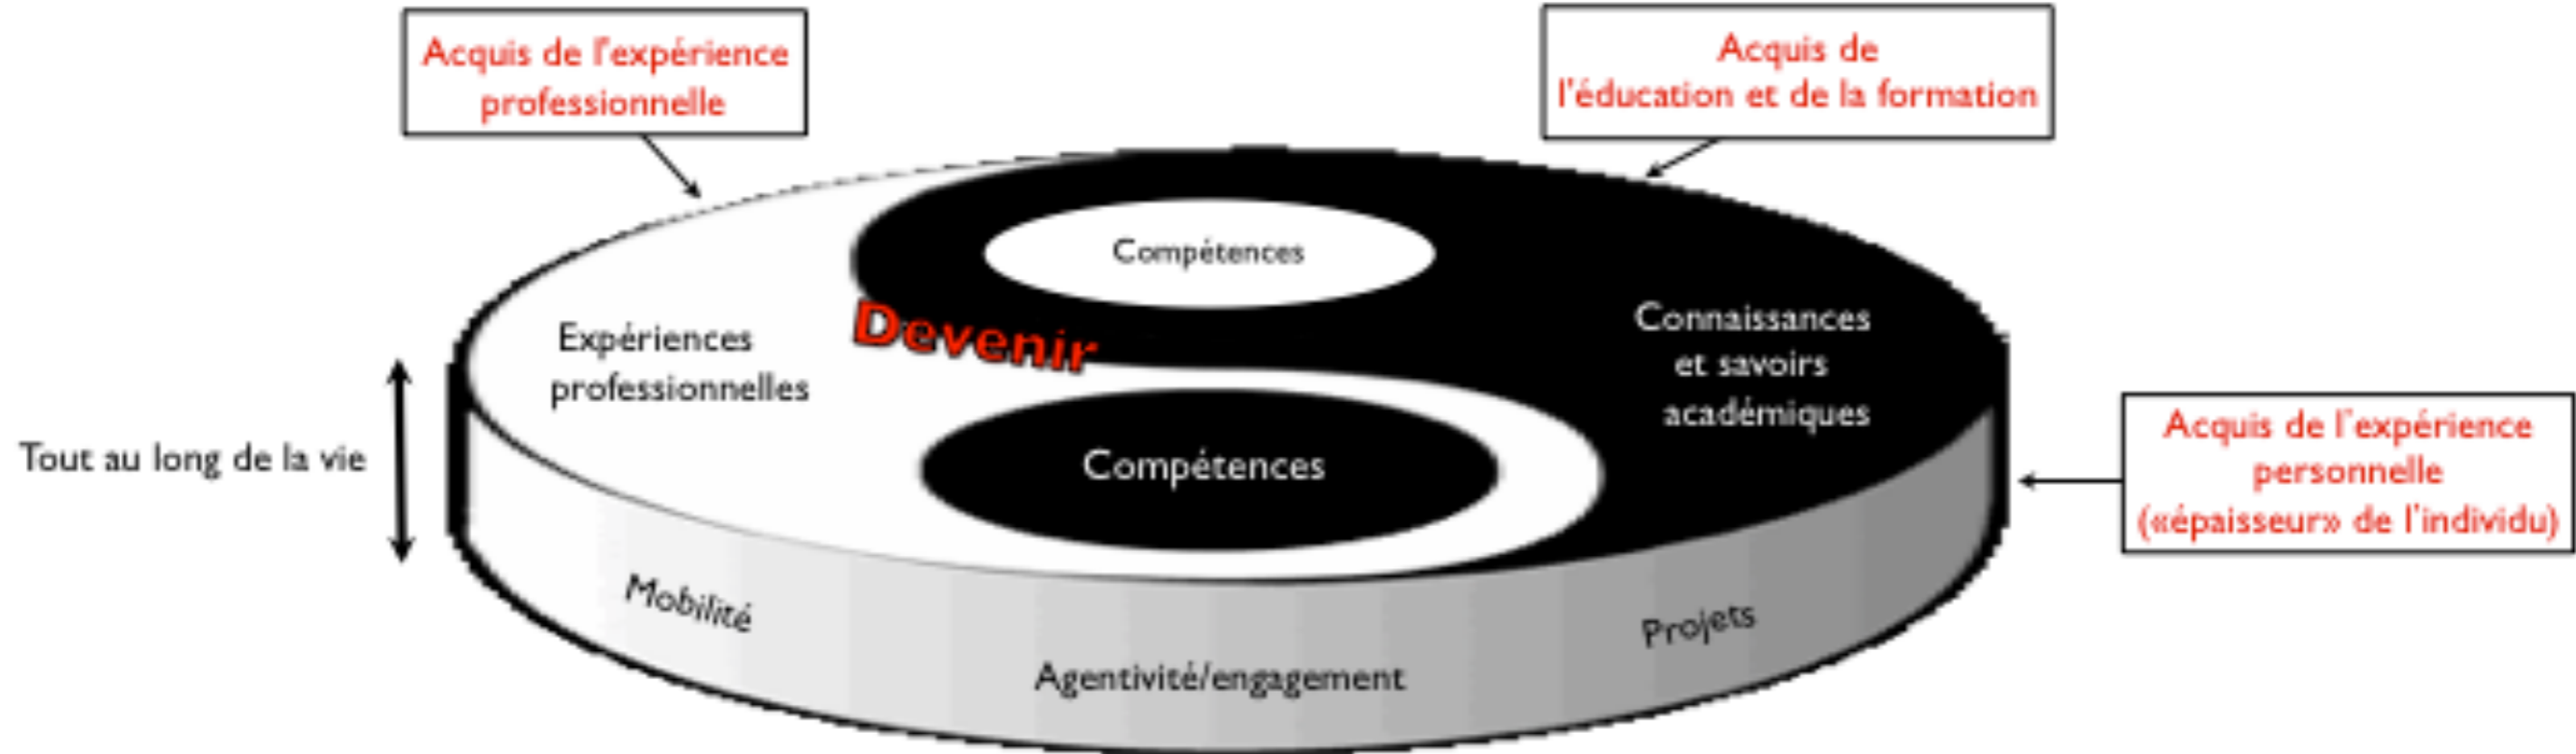 Acquis de l'expérience
professionnelle
Acquis de
l'éducation et de la formation
Compétences
Devenir
Expériences
professionnelles
Connaissances
et savoirs
académiques
Compétences
Tout au long de la vie
Acquis de l'expérience
personnelle
(«épaisseur» de l'individu)
Mobilité
Agentivité/engagement
Projets